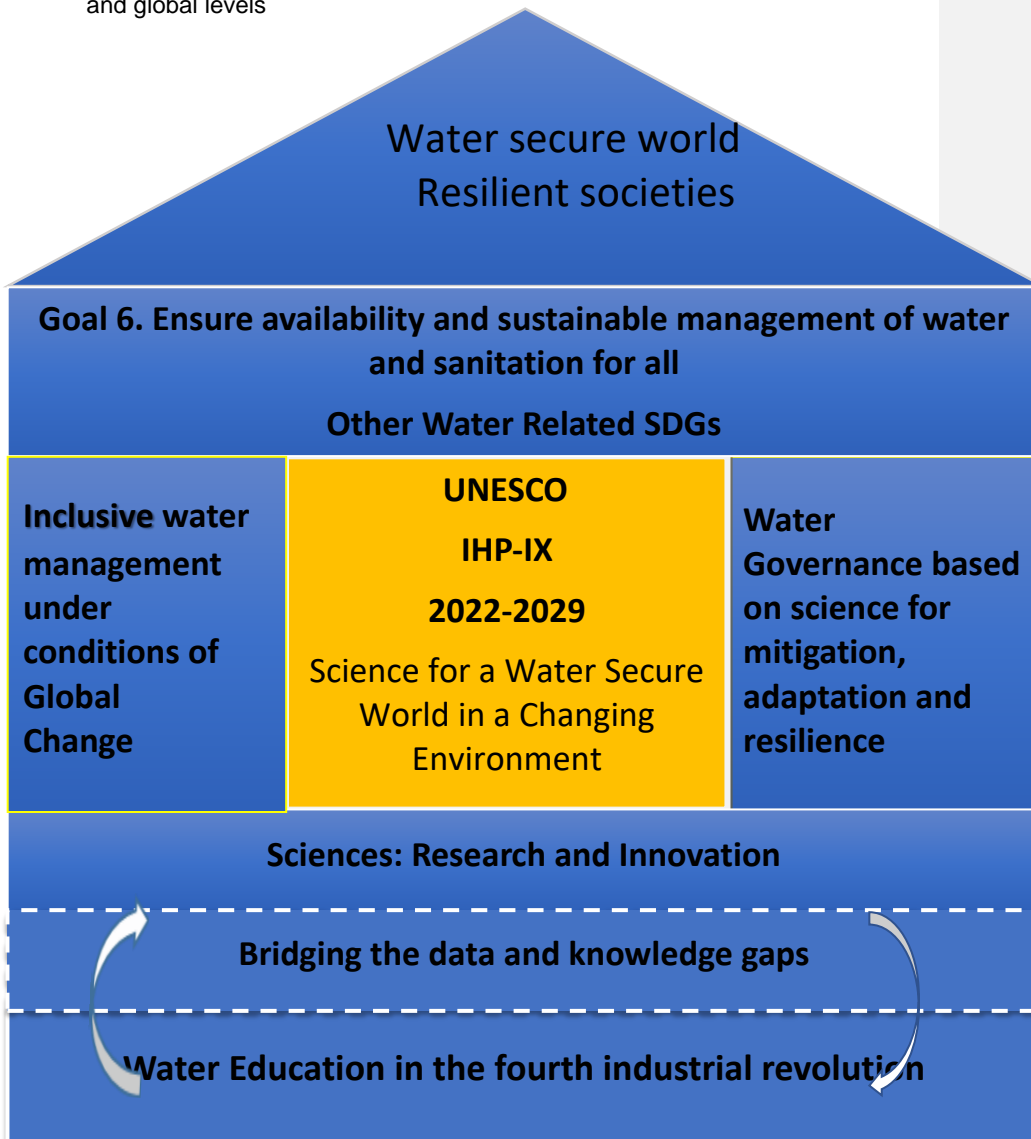 and global levels
Water secure world
Resilient societies
Goal 6. Ensure availability and sustainable management of water
and sanitation for all
Other Water Related SDGs
Inclusive water
management
under
conditions of
Global
Change
UNESCO
IHP-IX
2022-2029
Science for a Water Secure
World in a Changing
Environment
Water
Governance based
on science for
mitigation,
adaptation and
resilience
Sciences: Research and Innovation
Bridging the data and knowledge gaps
Water Education in the fourth industrial revolution